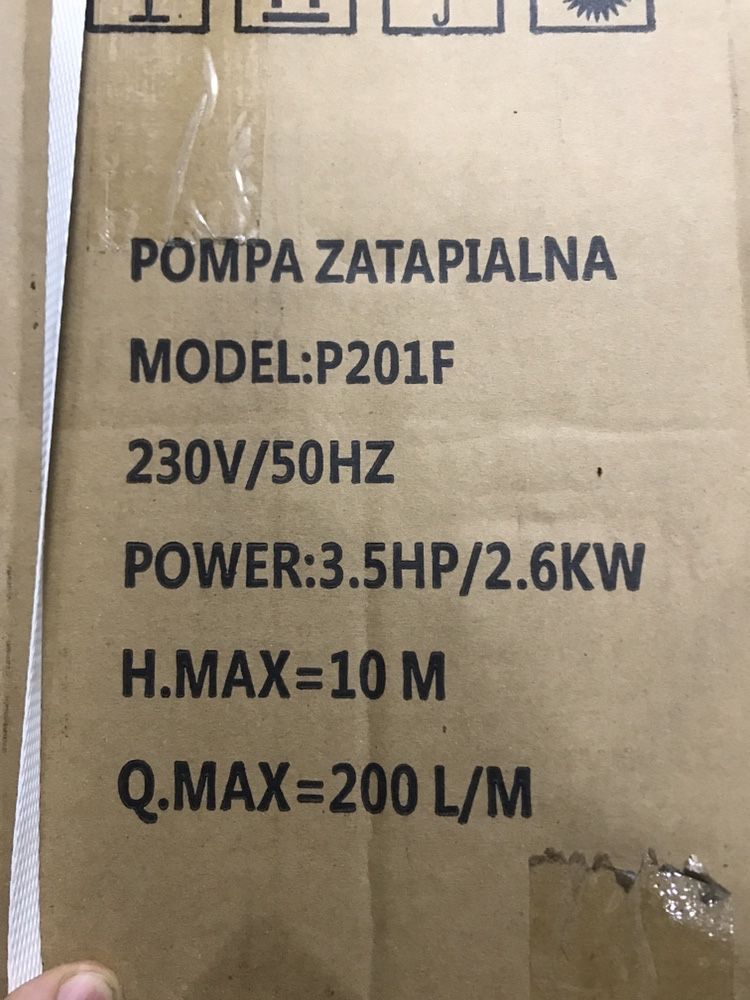 POMPA ZATAPIALNA
MODEL:P201F
230V/50HZ
POWER:3.5HP/2.6KW
H.MAX=10 M
Q.MAX=200 L/M